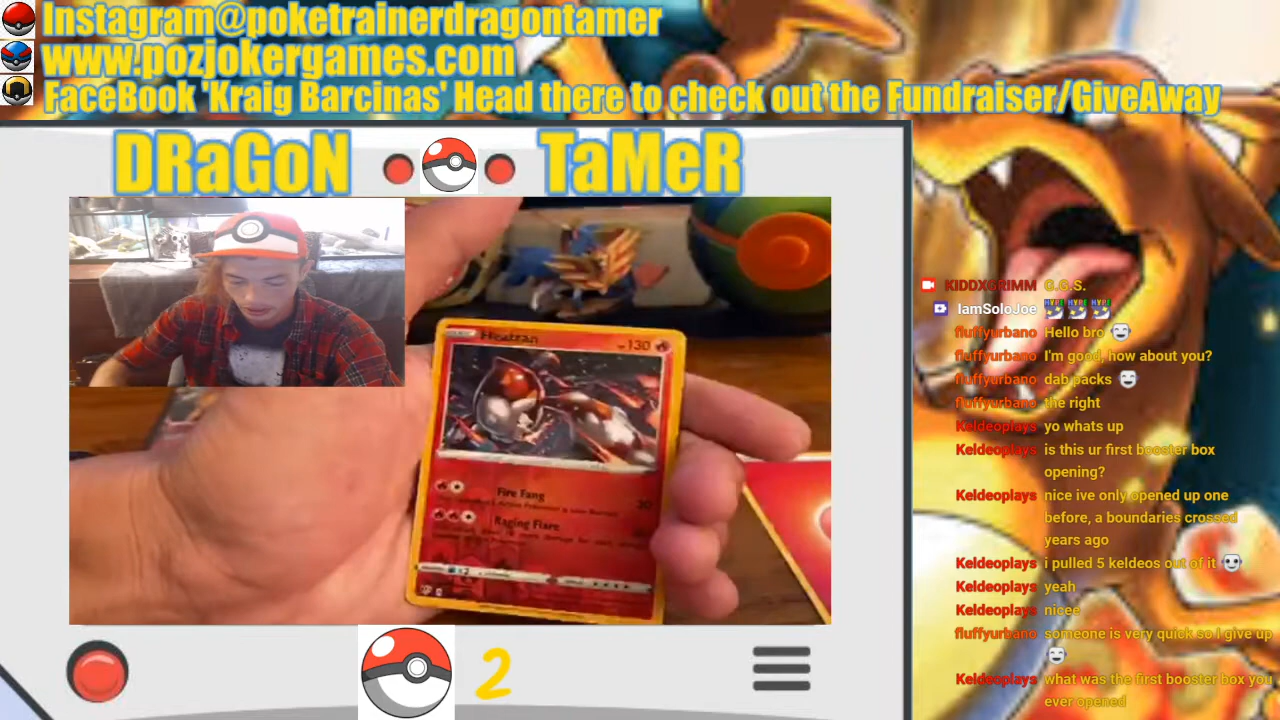 Instagram@poketrainerdragontamer
www.pozjokergames.com
FaceBook 'Kraig Barcinas' Head there to check out the Fundraiser/GiveAway
DRaGoN TaMeR
Heatran 130
Fire Fang 30
Raging Flare
KIDDXGRIMM G.G.S.
IamSoloJoe HYPE HYPE HYPE
fluffyurbano Hello bro
fluffyurbano I'm good, how about you?
fluffyurbano dab packs
fluffyurbano the right
Keldeoplays yo whats up
Keldeoplays is this ur first booster box
opening?
Keldeoplays nice ive only opened up one
before, a boundaries crossed
years ago
Keldeoplays i pulled 5 keldeos out of it
Keldeoplays yeah
Keldeoplays nicee
fluffyurbano someone is very quick so I give up
Keldeoplays what was the first booster box you
ever opened
2